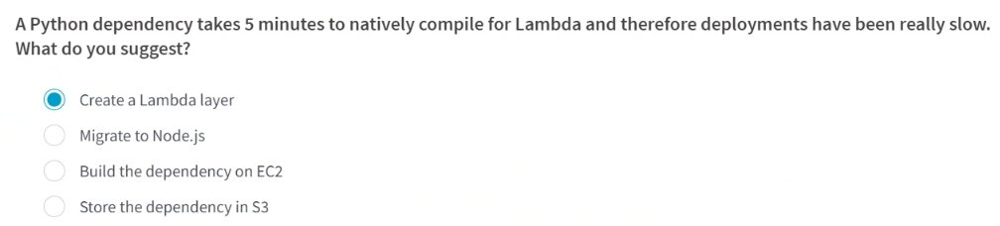 A Python dependency takes 5 minutes to natively compile for Lambda and therefore deployments have been really slow.
What do you suggest?
Create a Lambda layer
Migrate to Node.js
Build the dependency on EC2
Store the dependency in S3